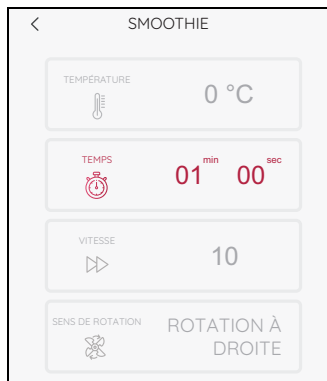 SMOOTHIE
TEMPÉRATURE
0 °C
TEMPS
01 min 00 sec
VITESSE
10
SENS DE ROTATION
ROTATION À
DROITE